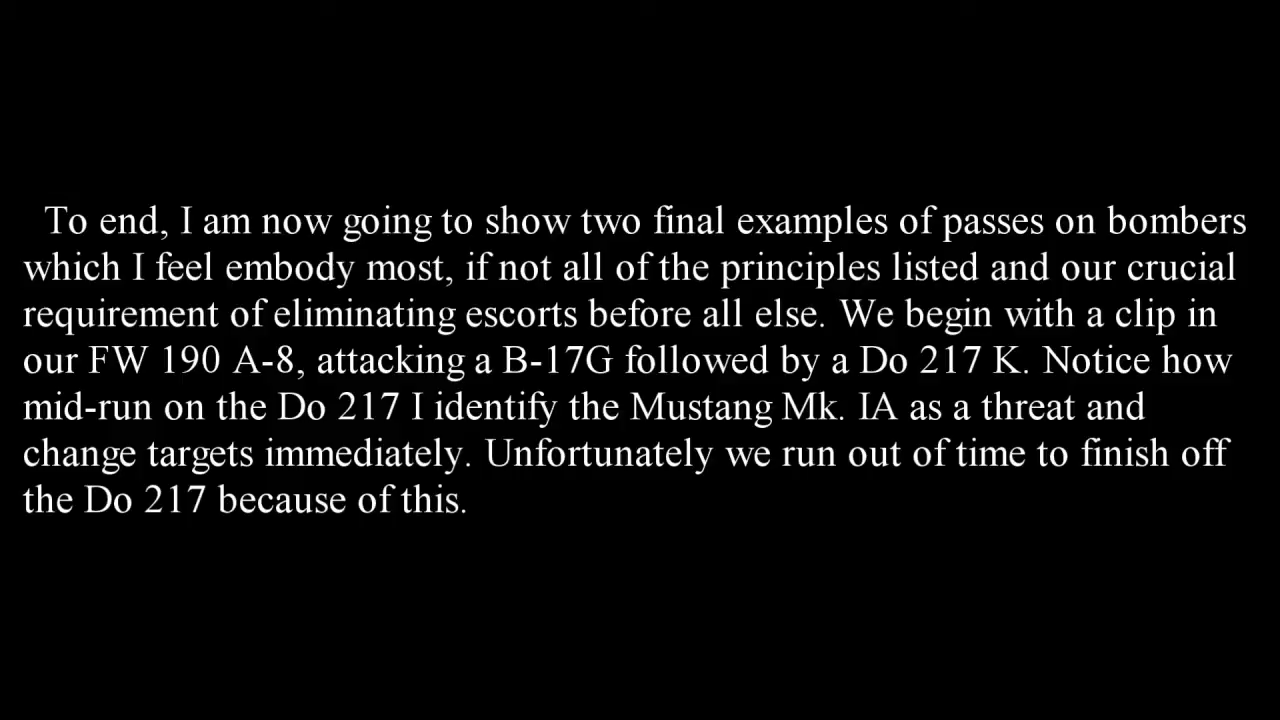 To end, I am now going to show two final examples of passes on bombers
which I feel embody most, if not all of the principles listed and our crucial
requirement of eliminating escorts before all else. We begin with a clip in
our FW 190 A-8, attacking a B-17G followed by a Do 217 K. Notice how
mid-run on the Do 217 I identify the Mustang Mk. IA as a threat and
change targets immediately. Unfortunately we run out of time to finish off
the Do 217 because of this.